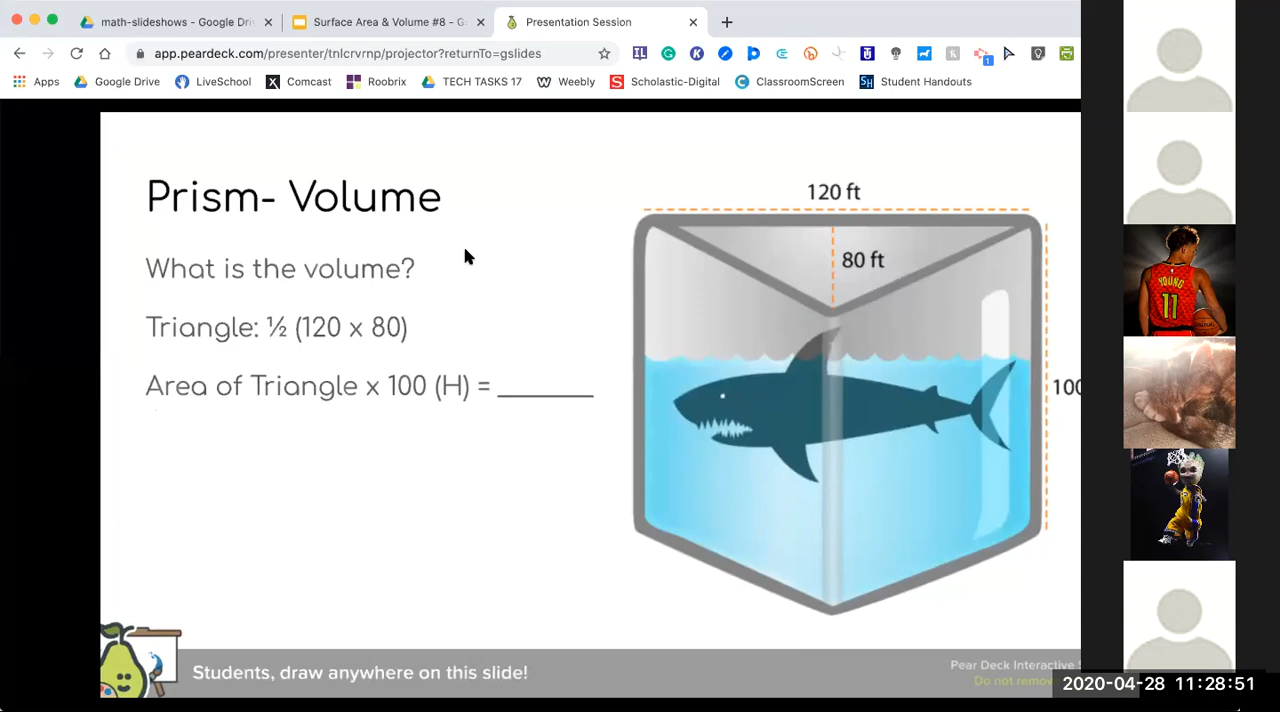 math-slideshows - Google Dri
Surface Area & Volume #8 - G
Presentation Session
app.peardeck.com/presenter/tnlcrvrnp/projector?returnTo=gslides
Apps
Google Drive
LiveSchool
Comcast
Roobrix
TECH TASKS 17
Weebly
Scholastic-Digital
ClassroomScreen
Student Handouts
Prism- Volume
What is the volume?
Triangle: ½ (120 x 80)
Area of Triangle x 100 (H) = ________
120 ft
80 ft
100
YOUNG
11
Students, draw anywhere on this slide!
Pear Deck Interactive S
Do not remov
2020-04-28 11:28:51